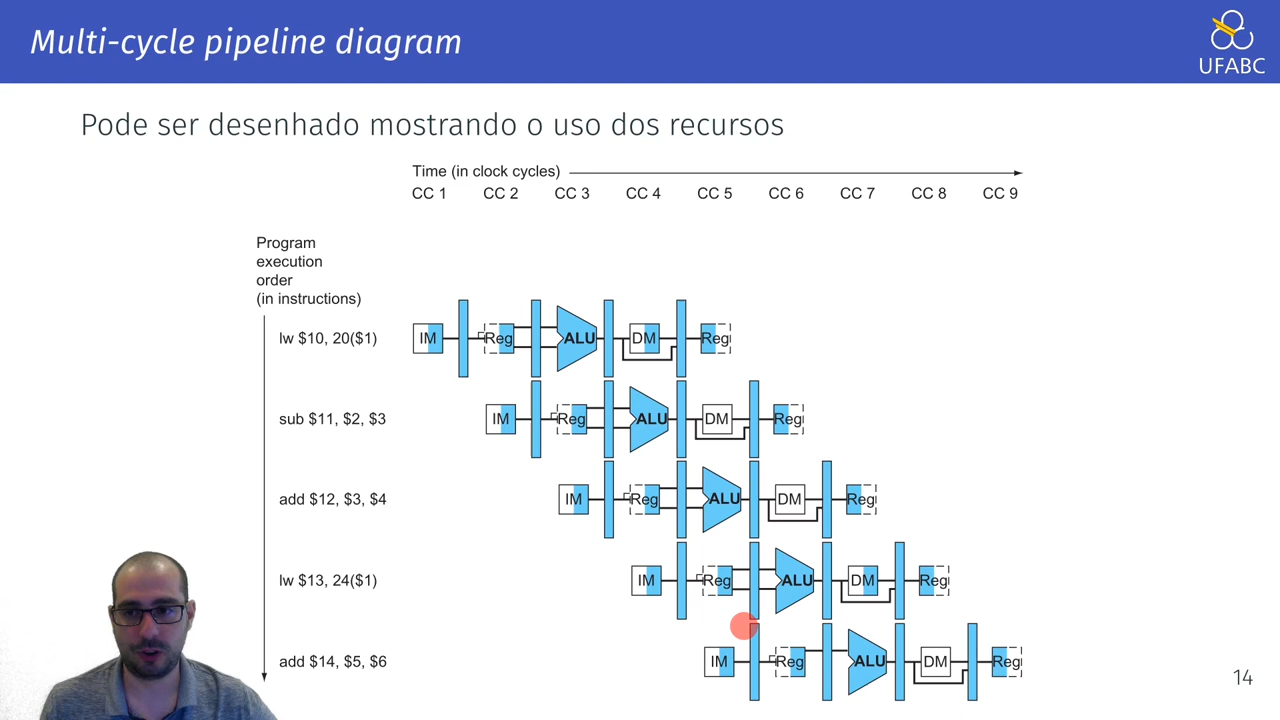 Multi-cycle pipeline diagram
UFABC
Pode ser desenhado mostrando o uso dos recursos
Time (in clock cycles)
CC 1 CC 2 CC 3 CC 4 CC 5 CC 6 CC 7 CC 8 CC 9
Program
execution
order
(in instructions)
lw $10, 20($1) IM Reg ALU DM Reg
sub $11, $2, $3 IM Reg ALU DM Reg
add $12, $3, $4 IM Reg ALU DM Reg
lw $13, 24($1) IM Reg ALU DM Reg
add $14, $5, $6 IM Reg ALU DM Reg
14